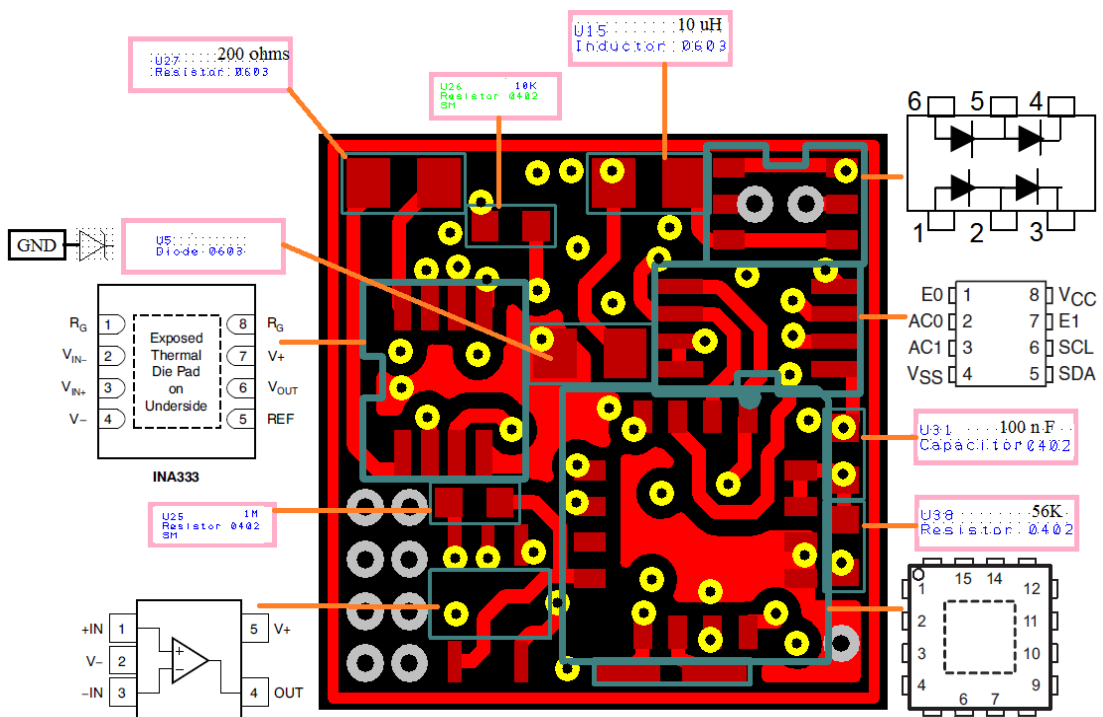 U27 200 ohms
Resistor 0603
U26 10K
Resistor 0402
SM
U15 10 uH
Inductor 0603
6 5 4
1 2 3
GND
U5
Diode 0603
RG 1 8 RG
VIN− 2 7 V+
VIN+ 3 6 VOUT
V− 4 5 REF
Exposed
Thermal
Die Pad
on
Underside
INA333
E0 1 8 VCC
AC0 2 7 E1
AC1 3 6 SCL
VSS 4 5 SDA
U31 100 n F
Capacitor 0402
U25 1M
Resistor 0402
SM
U38 56K
Resistor 0402
+IN 1 5 V+
V− 2
−IN 3 4 OUT
+
−
15 14
1 12
2 11
3 10
4 9
6 7